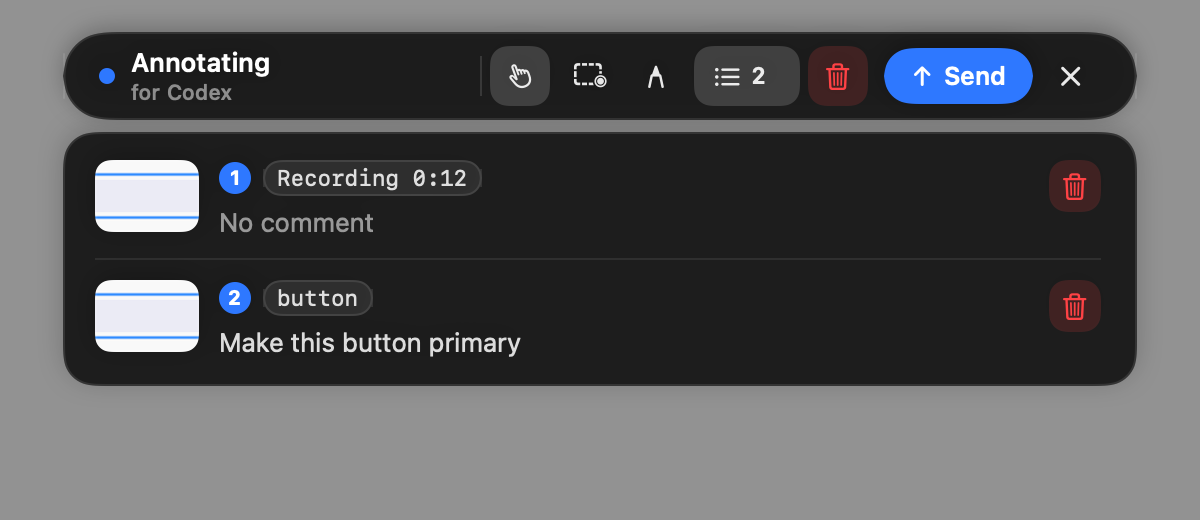 Annotating
for Codex
2
Send
1 Recording 0:12
No comment
2 button
Make this button primary